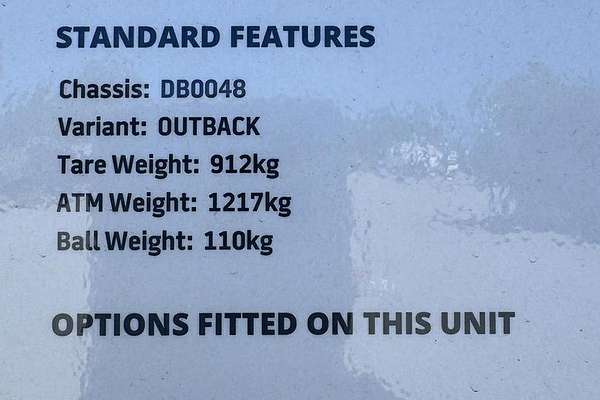 STANDARD FEATURES
Chassis: DB0048
Variant: OUTBACK
Tare Weight: 912kg
ATM Weight: 1217kg
Ball Weight: 110kg
OPTIONS FITTED ON THIS UNIT